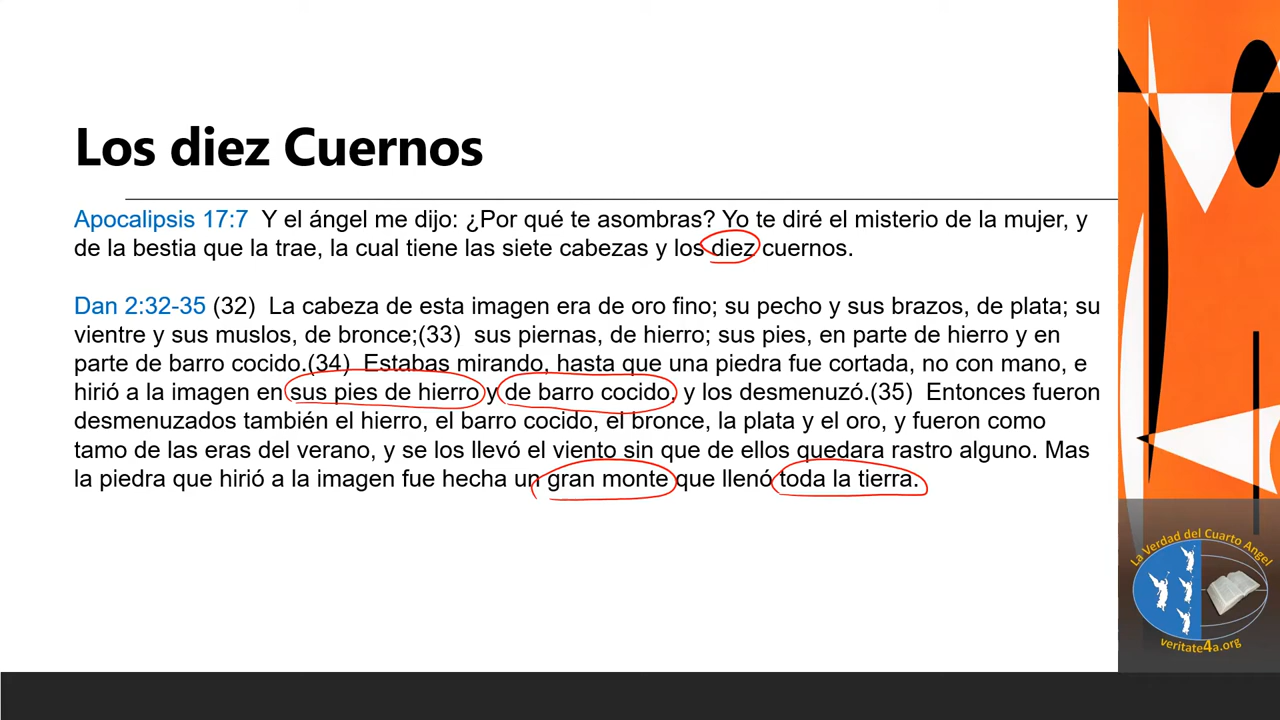 Los diez Cuernos
Apocalipsis 17:7 Y el ángel me dijo: ¿Por qué te asombras? Yo te diré el misterio de la mujer, y
de la bestia que la trae, la cual tiene las siete cabezas y los diez cuernos.
Dan 2:32-35 (32) La cabeza de esta imagen era de oro fino; su pecho y sus brazos, de plata; su
vientre y sus muslos, de bronce;(33) sus piernas, de hierro; sus pies, en parte de hierro y en
parte de barro cocido.(34) Estabas mirando, hasta que una piedra fue cortada, no con mano, e
hirió a la imagen en sus pies de hierro y de barro cocido, y los desmenuzó.(35) Entonces fueron
desmenuzados también el hierro, el barro cocido, el bronce, la plata y el oro, y fueron como
tamo de las eras del verano, y se los llevó el viento sin que de ellos quedara rastro alguno. Mas
la piedra que hirió a la imagen fue hecha un gran monte que llenó toda la tierra.
La Verdad del Cuarto Angel
veritate4a.org